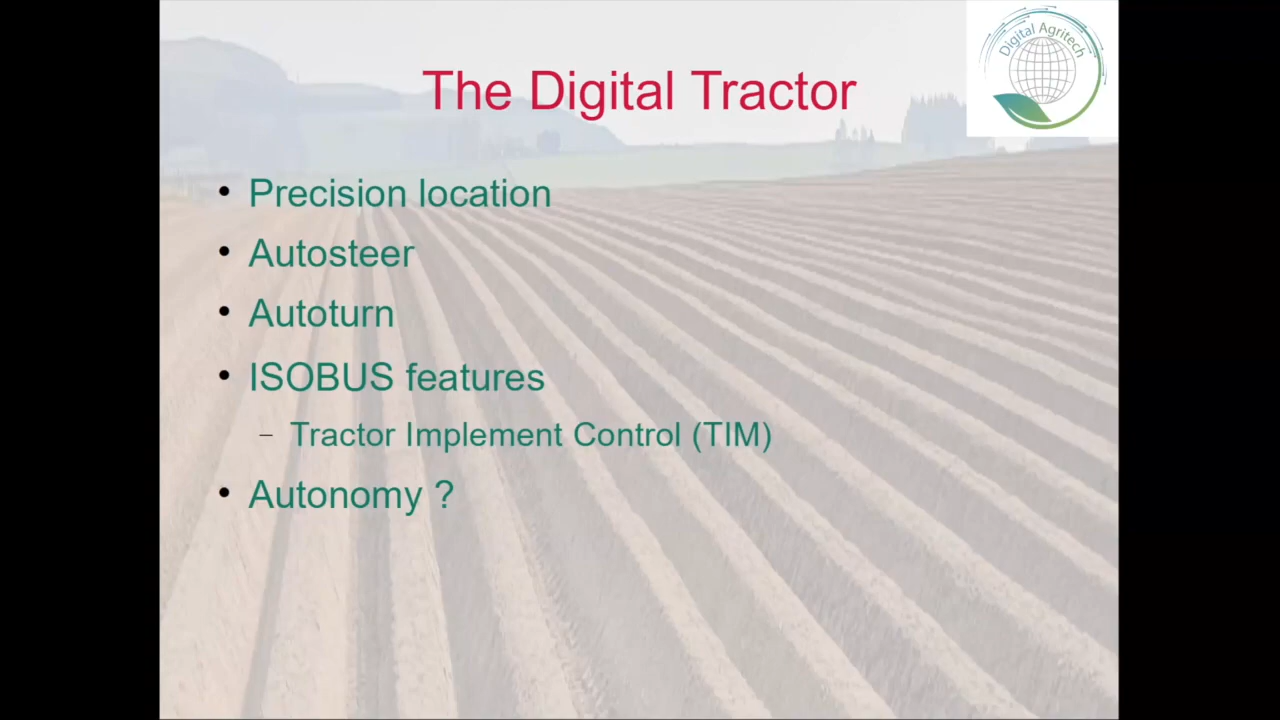 Digital Agritech
The Digital Tractor
• Precision location
• Autosteer
• Autoturn
• ISOBUS features
– Tractor Implement Control (TIM)
• Autonomy ?